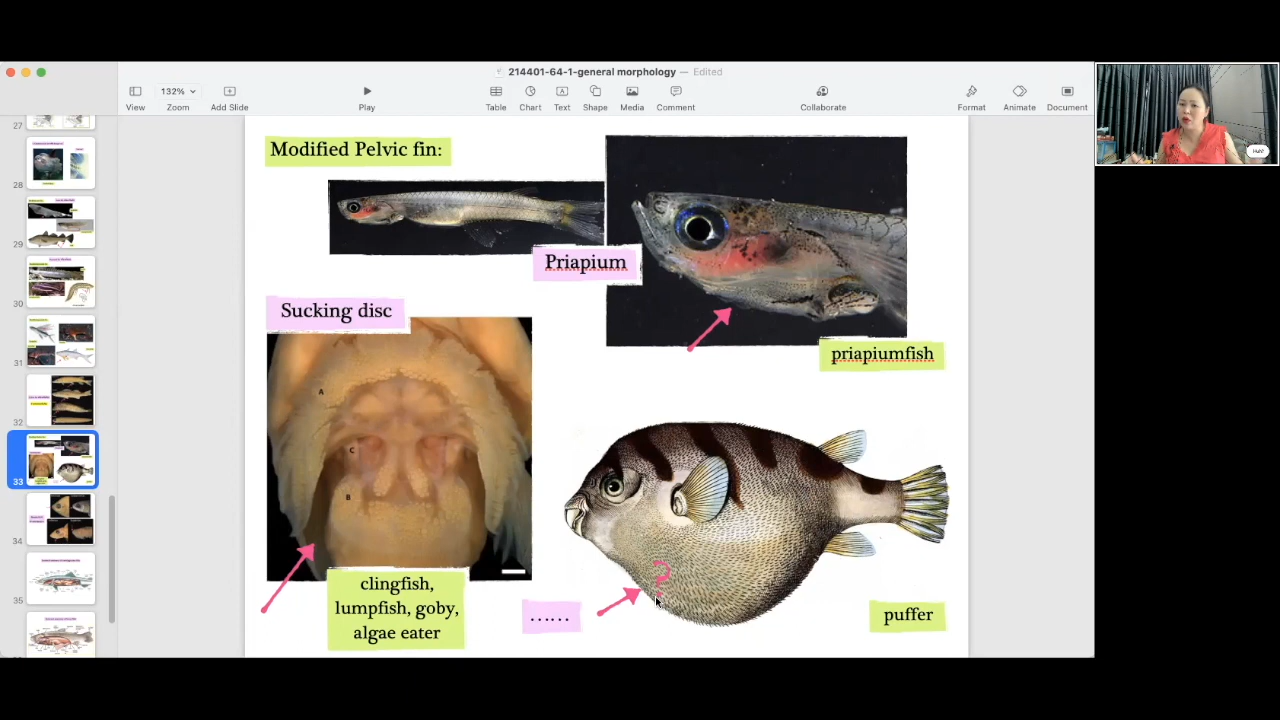 214401-64-1-general morphology — Edited
132%
View
Zoom
Add Slide
Play
Table
Chart
Text
Shape
Media
Comment
Collaborate
Format
Animate
Document
27
28
29
30
31
32
33
34
35
Modified Pelvic fin:
Priapium
priapiumfish
Sucking disc
A
C
B
clingfish,
lumpfish, goby,
algae eater
......
?
puffer
Huh?